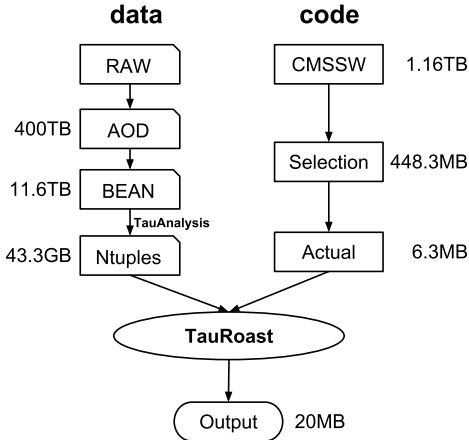 data
code
RAW
CMSSW
1.16TB
400TB
AOD
Selection
448.3MB
11.6TB
BEAN
TauAnalysis
43.3GB
Ntuples
Actual
6.3MB
TauRoast
Output
20MB